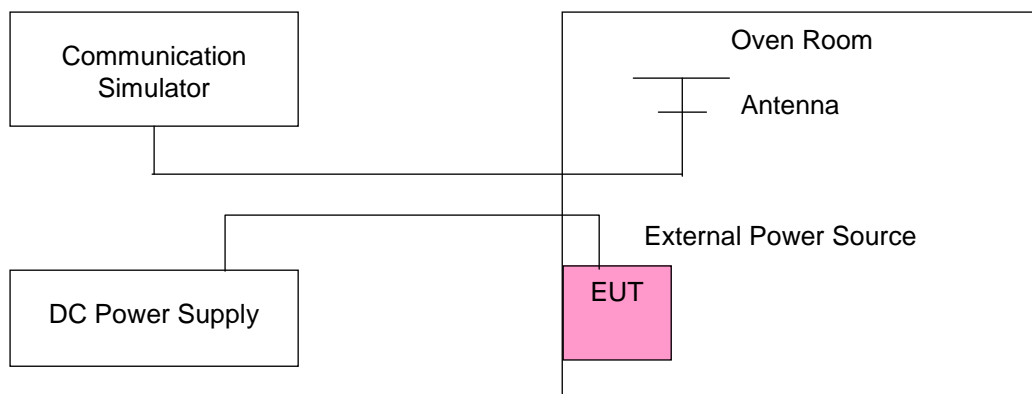 Communication
Simulator
Oven Room
Antenna
External Power Source
EUT
DC Power Supply